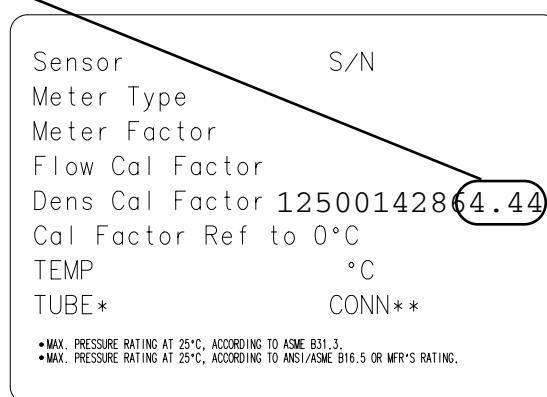 Sensor S/N
Meter Type
Meter Factor
Flow Cal Factor
Dens Cal Factor 12500142864.44
Cal Factor Ref to 0°C
TEMP °C
TUBE* CONN**
•MAX. PRESSURE RATING AT 25°C, ACCORDING TO ASME B31.3.
•MAX. PRESSURE RATING AT 25°C, ACCORDING TO ANSI/ASME B16.5 OR MFR'S RATING.